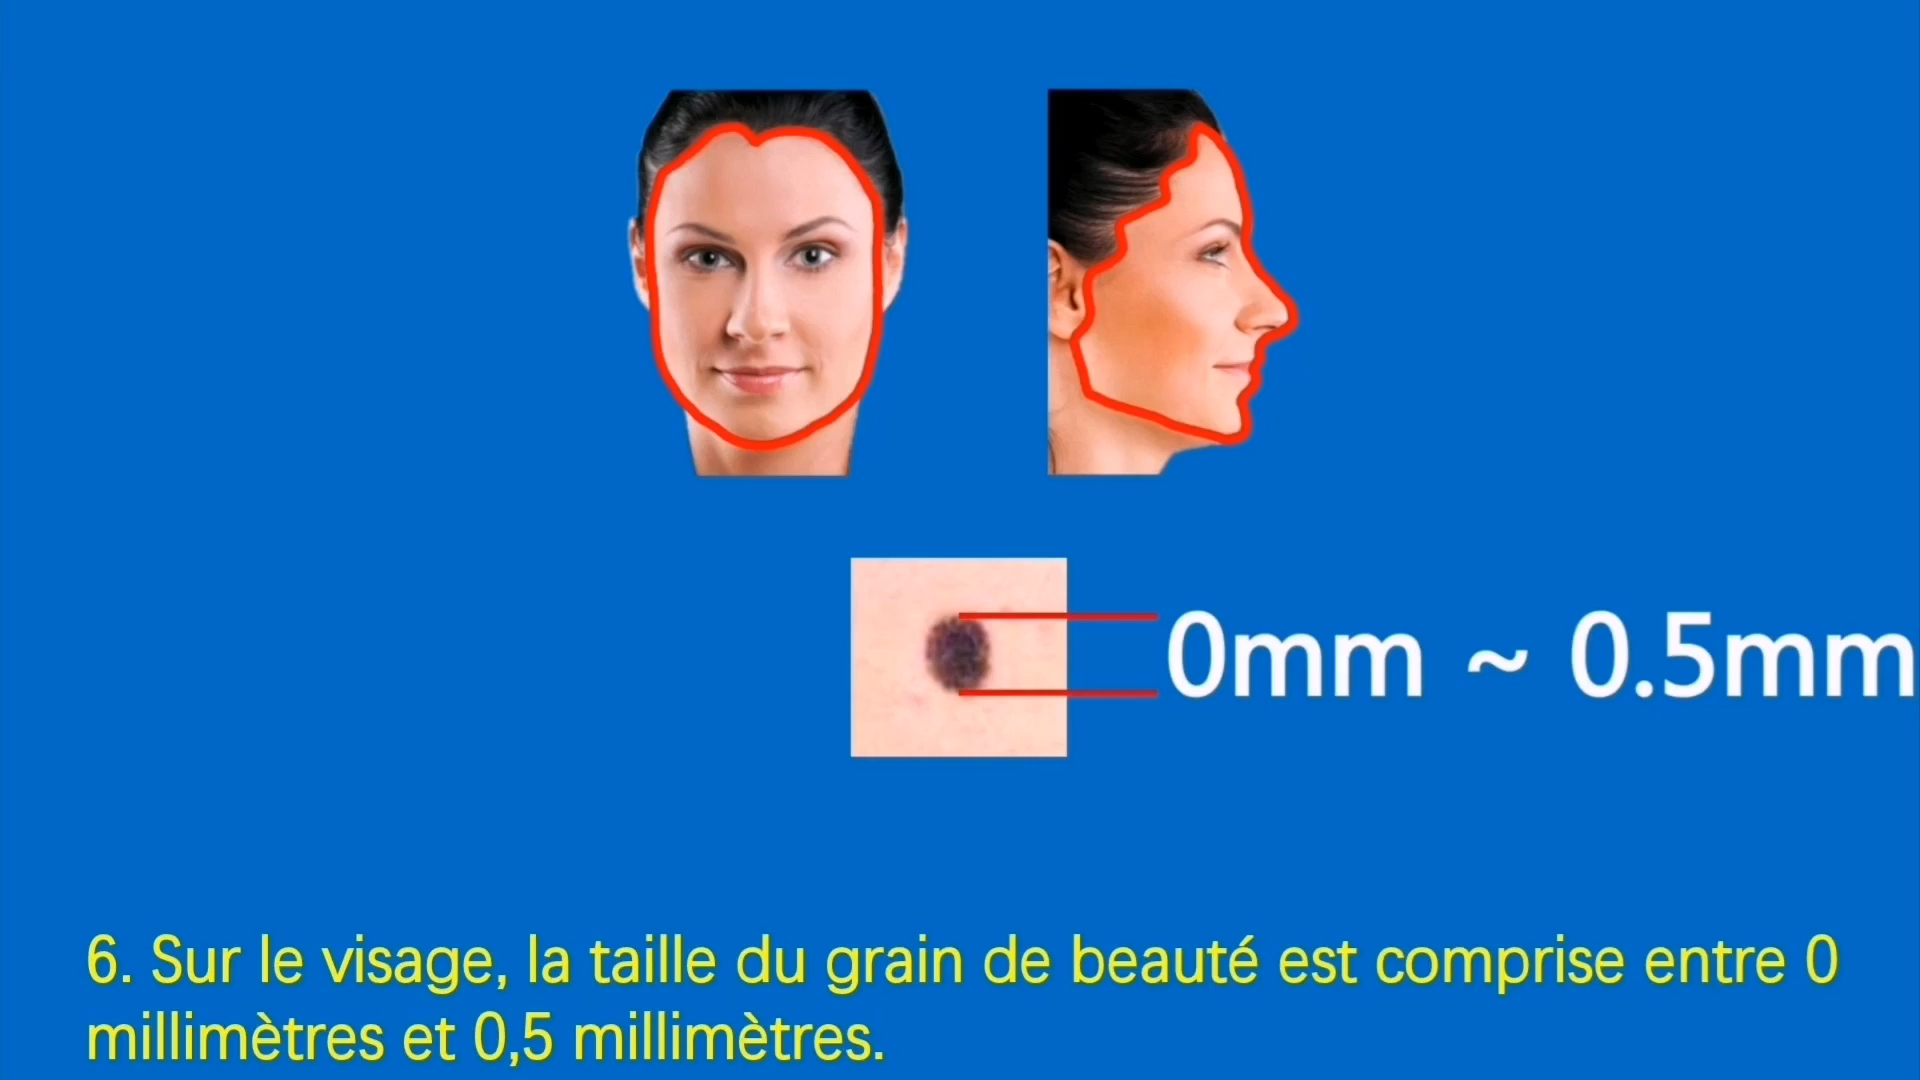 0mm ~ 0.5mm
6. Sur le visage, la taille du grain de beauté est comprise entre 0
millimètres et 0,5 millimètres.